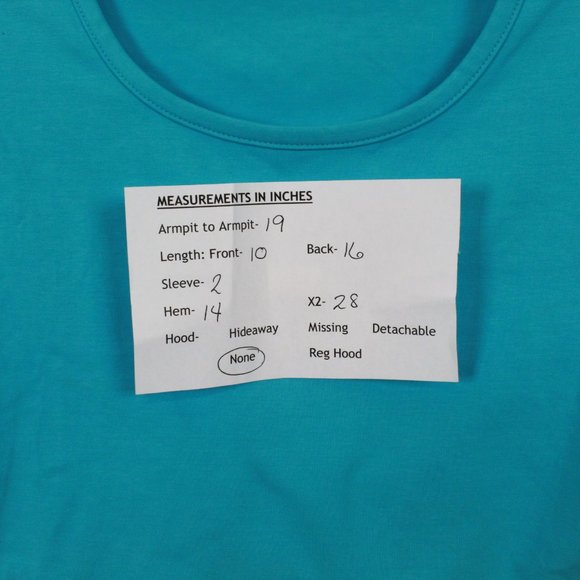 MEASUREMENTS IN INCHES
Armpit to Armpit- 19
Length: Front- 10 Back- 16
Sleeve- 2
Hem- 14 X2- 28
Hood- Hideaway Missing Detachable
None Reg Hood